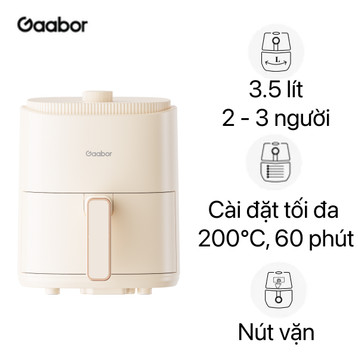 Gaabor
Gaabor
L
3.5 lít
2 - 3 người
Cài đặt tối đa
200°C, 60 phút
Nút vặn